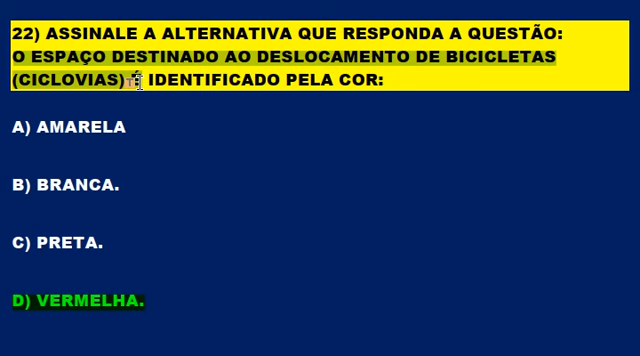 22) ASSINALE A ALTERNATIVA QUE RESPONDA A QUESTÃO:
O ESPAÇO DESTINADO AO DESLOCAMENTO DE BICICLETAS
(CICLOVIAS) É IDENTIFICADO PELA COR:
A) AMARELA
B) BRANCA.
C) PRETA.
D) VERMELHA.